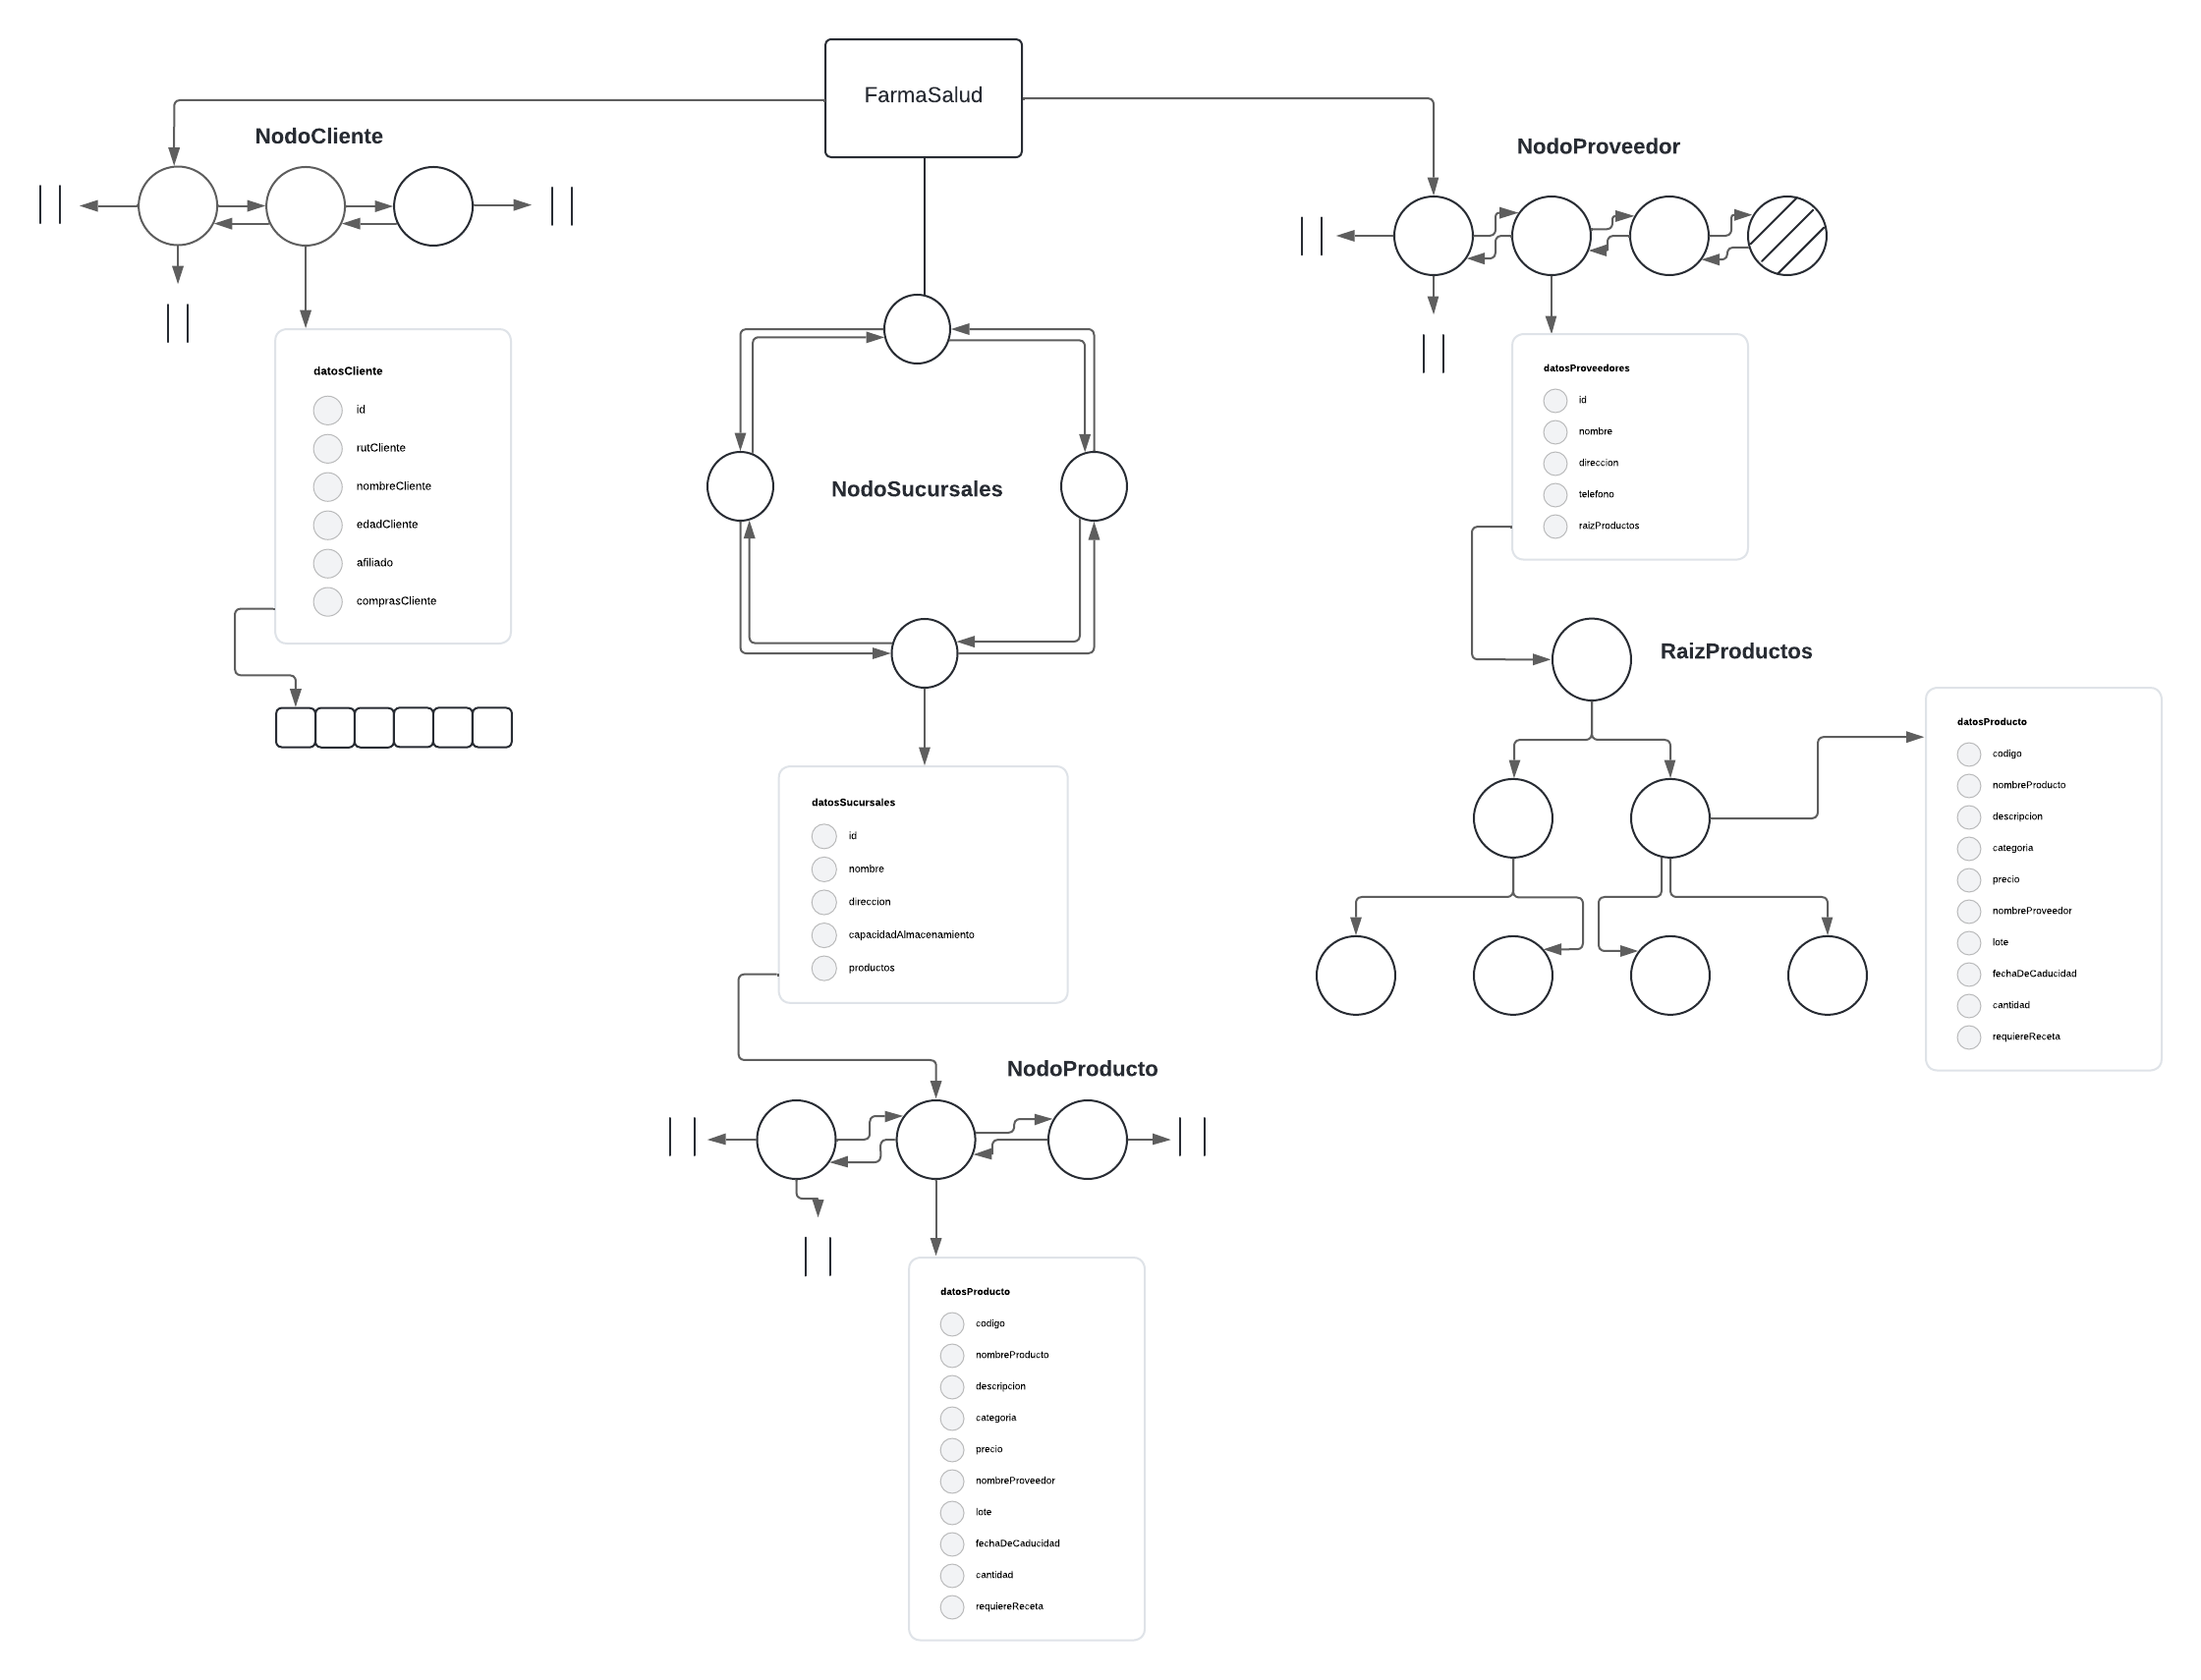 FarmaSalud
NodoCliente
datosCliente
id
rutCliente
nombreCliente
edadCliente
afiliado
comprasCliente
NodoSucursales
datosSucursales
id
nombre
direccion
capacidadAlmacenamiento
productos
NodoProducto
datosProducto
codigo
nombreProducto
descripcion
categoria
precio
nombreProveedor
lote
fechaDeCaducidad
cantidad
requiereReceta
NodoProveedor
datosProveedores
id
nombre
direccion
telefono
raizProductos
RaizProductos
datosProducto
codigo
nombreProducto
descripcion
categoria
precio
nombreProveedor
lote
fechaDeCaducidad
cantidad
requiereReceta